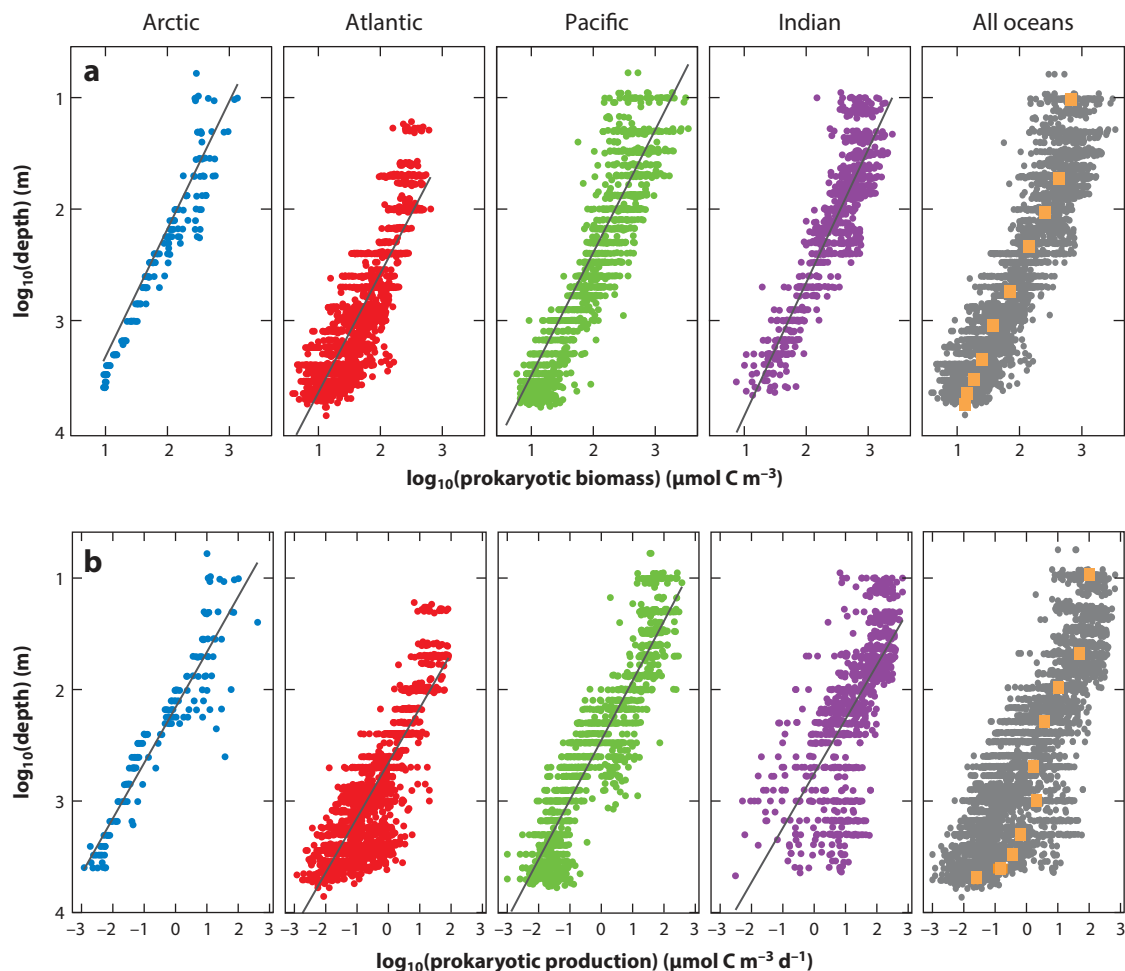 Arctic Atlantic Pacific Indian All oceans
a
log₁₀(depth) (m)
1
2
3
4
1 2 3 1 2 3 1 2 3 1 2 3 1 2 3
log₁₀(prokaryotic biomass) (µmol C m⁻³)
b
log₁₀(depth) (m)
1
2
3
4
−3 −2 −1 0 1 2 3 −3 −2 −1 0 1 2 3 −3 −2 −1 0 1 2 3 −3 −2 −1 0 1 2 3 −3 −2 −1 0 1 2 3
log₁₀(prokaryotic production) (µmol C m⁻³ d⁻¹)